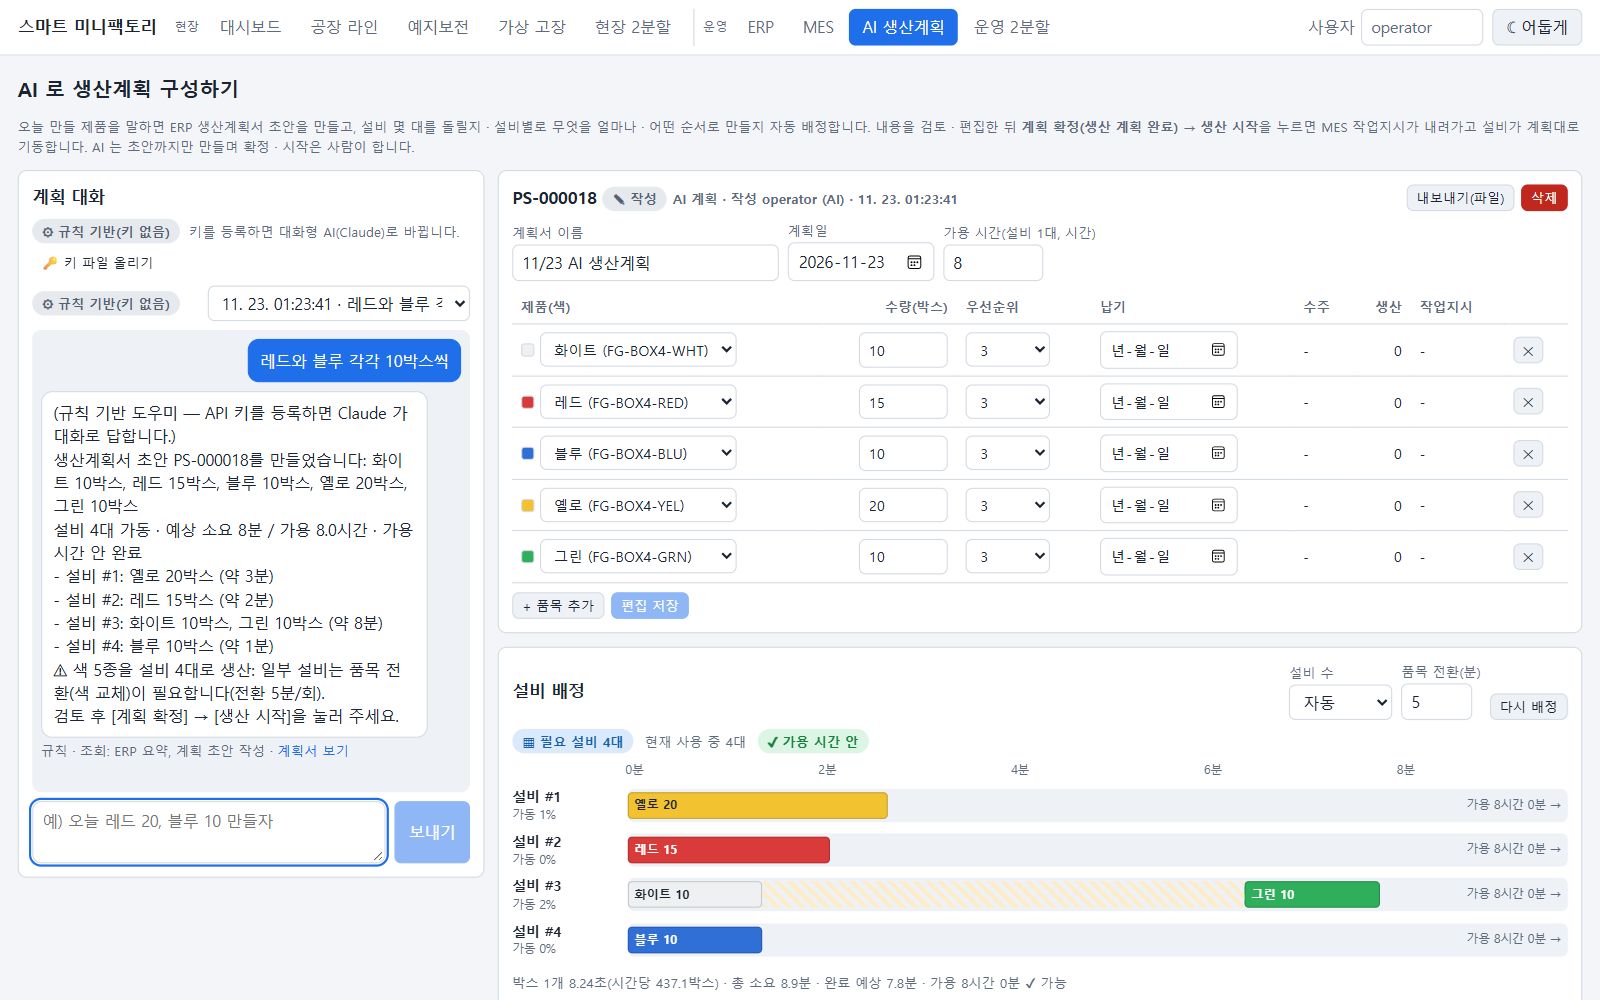 스마트 미니팩토리 현장 대시보드 공장 라인 예지보전 가상 고장 현장 2분할 운영 ERP MES AI 생산계획 운영 2분할 사용자 operator ☾ 어둡게
AI 로 생산계획 구성하기
오늘 만들 제품을 말하면 ERP 생산계획서 초안을 만들고, 설비 몇 대를 돌릴지 · 설비별로 무엇을 얼마나 · 어떤 순서로 만들지 자동 배정합니다. 내용을 검토 · 편집한 뒤 계획 확정(생산 계획 완료) → 생산 시작을 누르면 MES 작업지시가 내려가고 설비가 계획대로
기동합니다. AI 는 초안까지만 만들며 확정 · 시작은 사람이 합니다.
계획 대화
⚙ 규칙 기반(키 없음) 키를 등록하면 대화형 AI(Claude)로 바뀝니다.
🔑 키 파일 올리기
⚙ 규칙 기반(키 없음) 11. 23. 01:23:41 · 레드와 블루
레드와 블루 각각 10박스씩
(규칙 기반 도우미 — API 키를 등록하면 Claude 가
대화로 답합니다.)
생산계획서 초안 PS-000018를 만들었습니다: 화이
트 10박스, 레드 15박스, 블루 10박스, 옐로 20박스,
그린 10박스
설비 4대 가동 · 예상 소요 8분 / 가용 8.0시간 · 가용
시간 안 완료
- 설비 #1: 옐로 20박스 (약 3분)
- 설비 #2: 레드 15박스 (약 2분)
- 설비 #3: 화이트 10박스, 그린 10박스 (약 8분)
- 설비 #4: 블루 10박스 (약 1분)
⚠ 색 5종을 설비 4대로 생산: 일부 설비는 품목 전
환(색 교체)이 필요합니다(전환 5분/회).
검토 후 [계획 확정] → [생산 시작]을 눌러 주세요.
규칙 · 조회: ERP 요약, 계획 초안 작성 · 계획서 보기
예) 오늘 레드 20, 블루 10 만들자
보내기
PS-000018 ✎ 작성 AI 계획 · 작성 operator (AI) · 11. 23. 01:23:41 내보내기(파일) 삭제
계획서 이름 계획일 가용 시간(설비 1대, 시간)
11/23 AI 생산계획 2026-11-23 8
제품(색) 수량(박스) 우선순위 납기 수주 생산 작업지시
화이트 (FG-BOX4-WHT) 10 3 년-월-일 - 0 - ×
레드 (FG-BOX4-RED) 15 3 년-월-일 - 0 - ×
블루 (FG-BOX4-BLU) 10 3 년-월-일 - 0 - ×
옐로 (FG-BOX4-YEL) 20 3 년-월-일 - 0 - ×
그린 (FG-BOX4-GRN) 10 3 년-월-일 - 0 - ×
+ 품목 추가 편집 저장
설비 배정
설비 수 품목 전환(분)
자동 5 다시 배정
▦ 필요 설비 4대 현재 사용 중 4대 ✓ 가용 시간 안
0분 2분 4분 6분 8분
설비 #1 옐로 20 가용 8시간 0분 →
가동 1%
설비 #2 레드 15 가용 8시간 0분 →
가동 0%
설비 #3 화이트 10 그린 10 가용 8시간 0분 →
가동 2%
설비 #4 블루 10 가용 8시간 0분 →
가동 0%
박스 1개 8.24초(시간당 437.1박스) · 총 소요 8.9분 · 완료 예상 7.8분 · 가용 8시간 0분 ✓ 가능